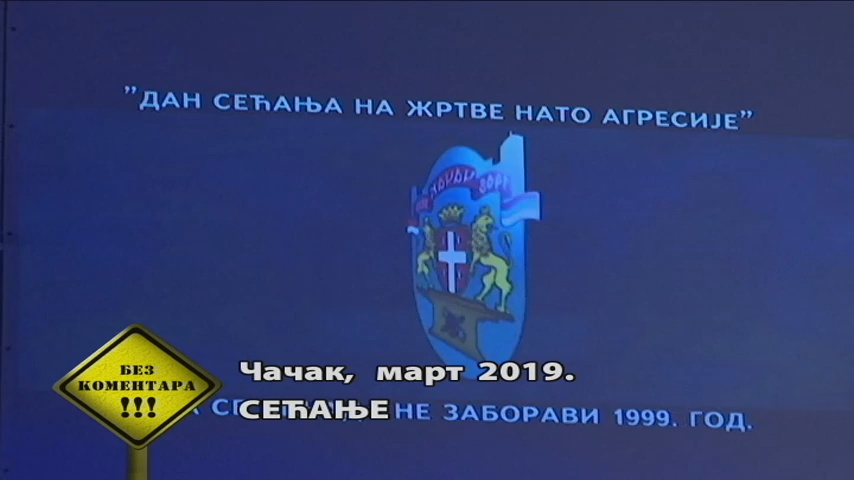 "ДАН СЕЋАЊА НА ЖРТВЕ НАТО АГРЕСИЈЕ"
БЕЗ
КОМЕНТАРА
!!!
Чачак, март 2019.
СЕЋАЊЕ
НЕ ЗАБОРАВИ 1999. ГОД.